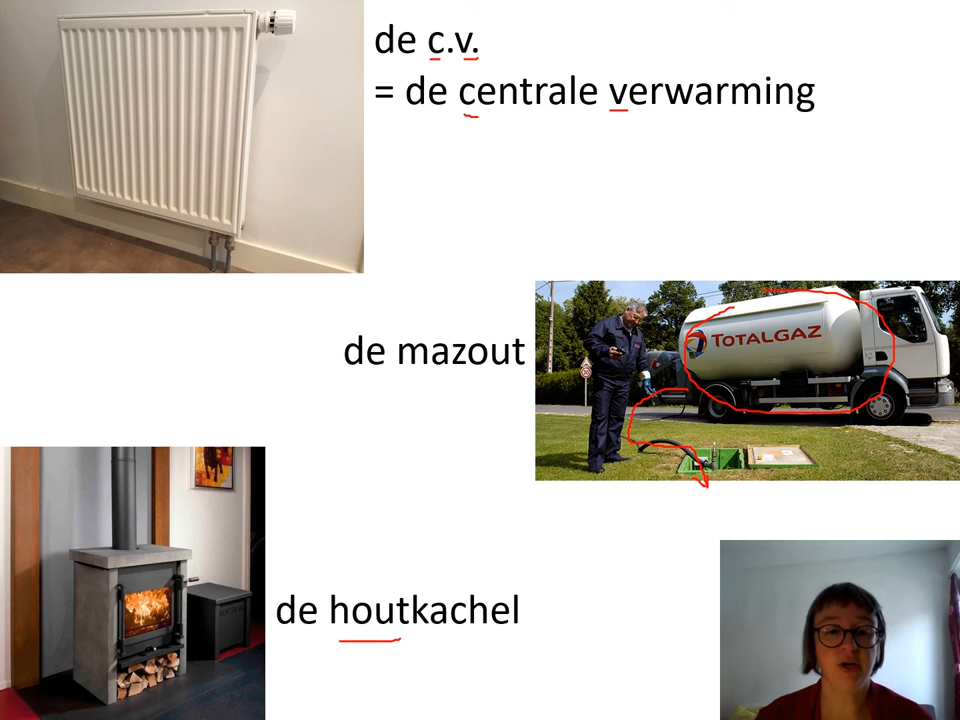 de c.v.
= de centrale verwarming
de mazout
TOTALGAZ
de houtkachel